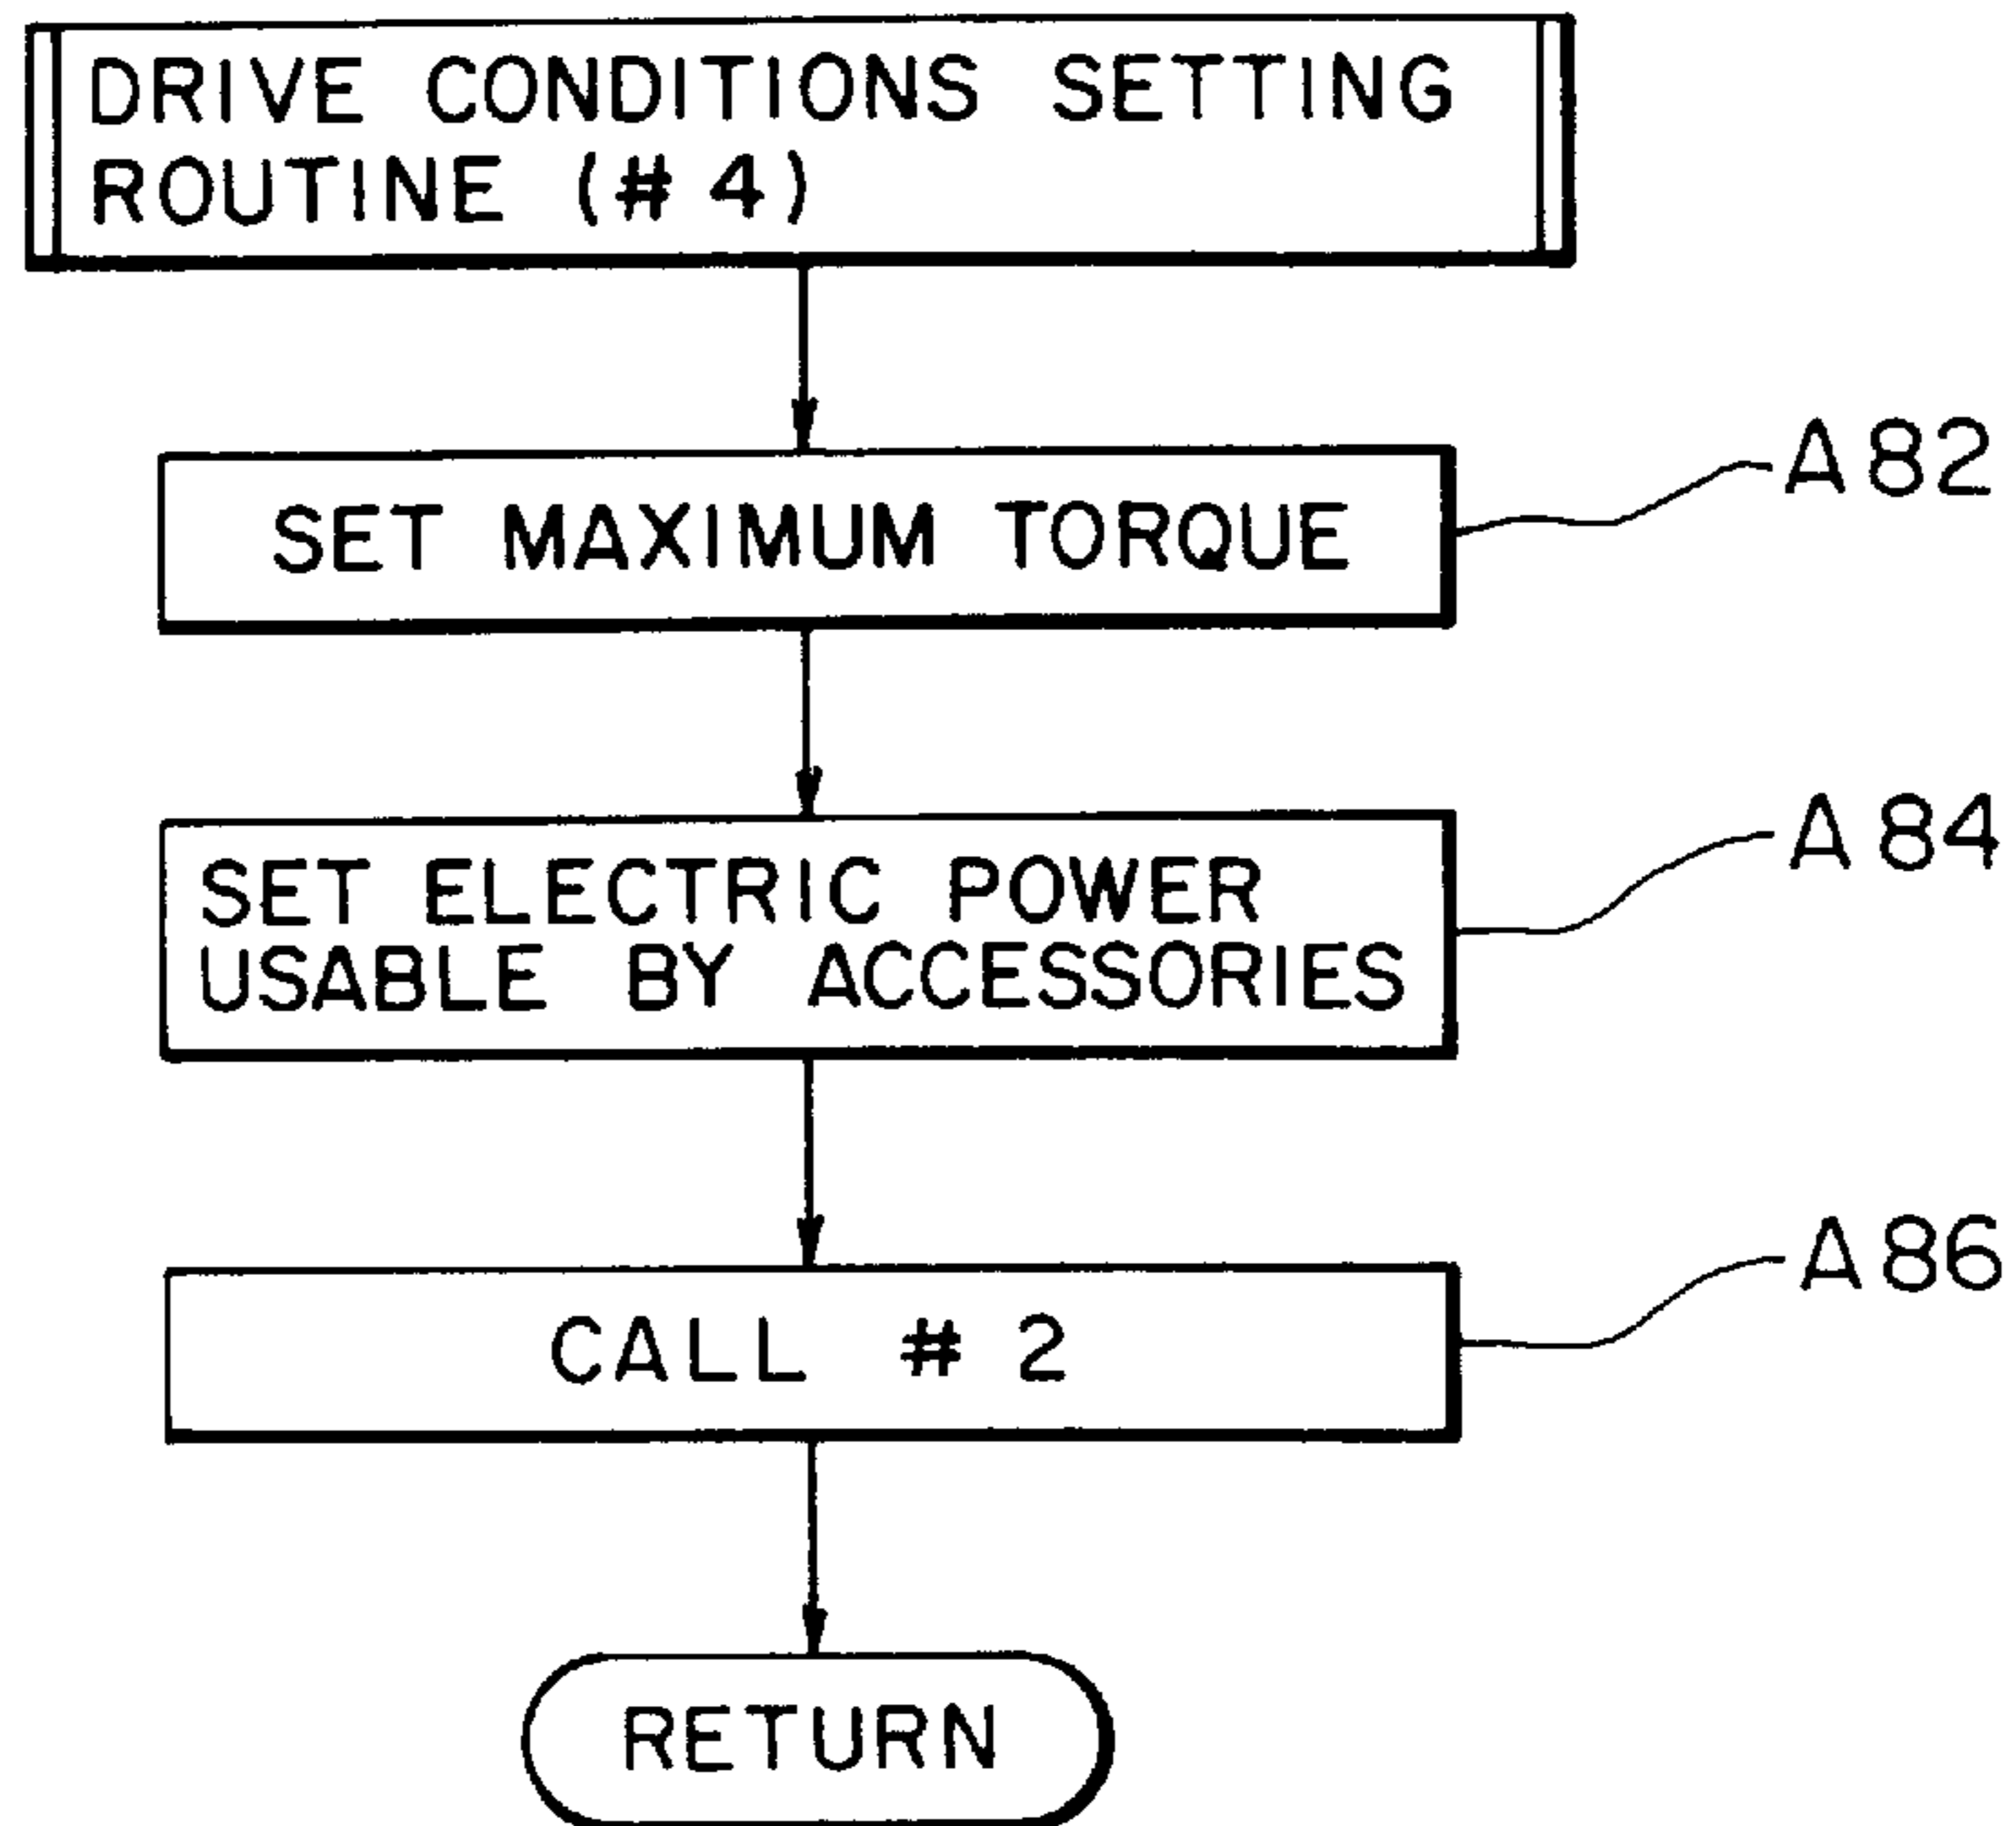 DRIVE CONDITIONS SETTING
ROUTINE (# 4)
SET MAXIMUM TORQUE
A82
SET ELECTRIC POWER
USABLE BY ACCESSORIES
A84
CALL # 2
A86
RETURN